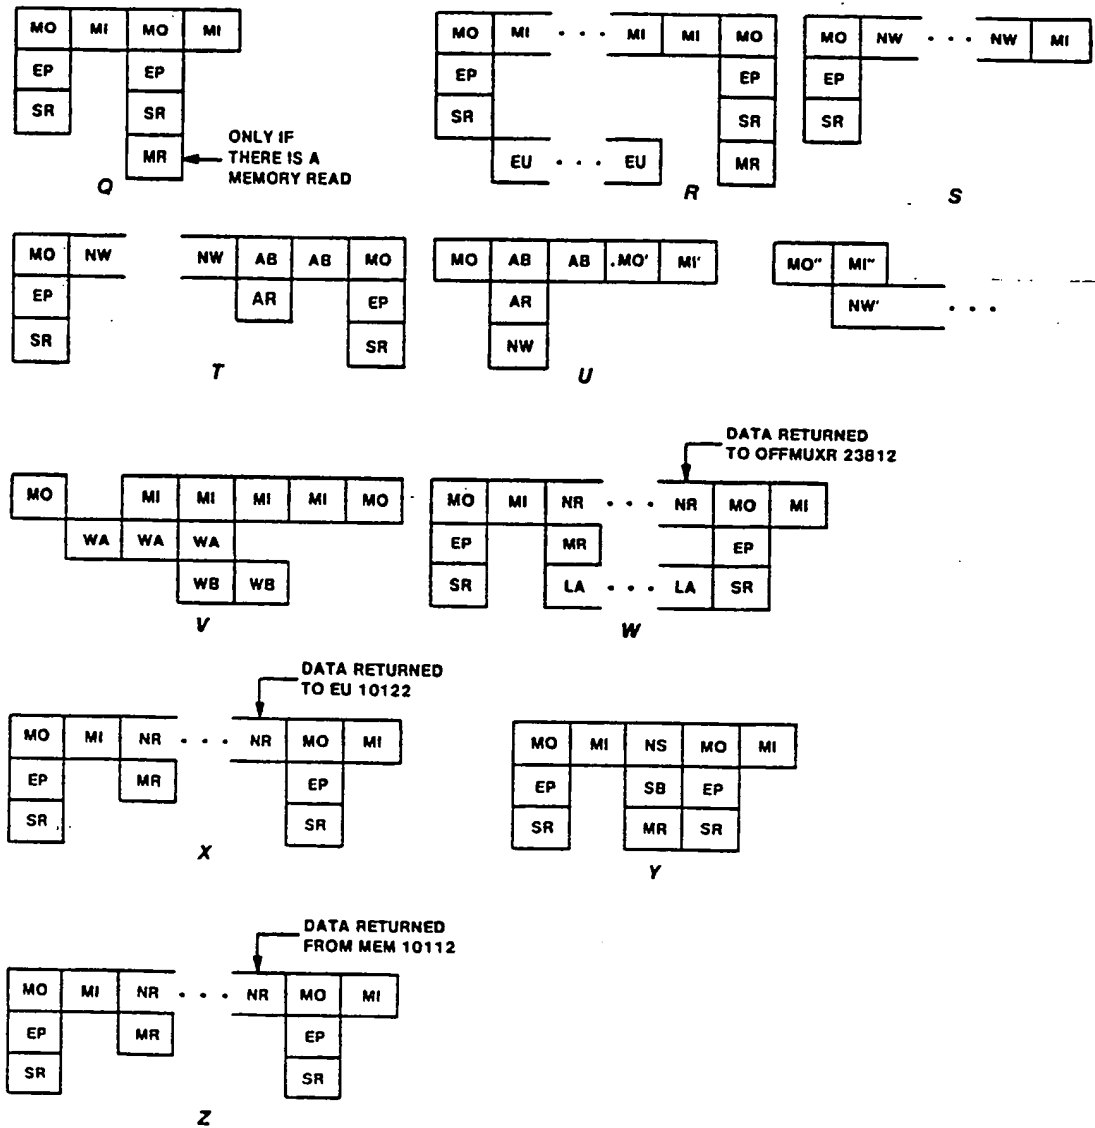 MO MI MO MI
EP EP
SR SR
MR
ONLY IF
THERE IS A
MEMORY READ
Q
MO MI • • • MI MI MO
EP EP
SR SR
EU • • • EU MR
R
MO NW • • • NW MI
EP
SR
S
MO NW NW AB AB MO
EP AR EP
SR SR
T
MO AB AB .MO' MI'
AR
NW
U
MO" MI"
NW' • • •
MO MI MI MI MI MO
WA WA WA
WB WB
V
DATA RETURNED
TO OFFMUXR 23812
MO MI NR • • • NR MO MI
EP MR EP
SR LA • • • LA SR
W
DATA RETURNED
TO EU 10122
MO MI NR • • • NR MO MI
EP MR EP
SR SR
X
MO MI NS MO MI
EP SB EP
SR MR SR
Y
DATA RETURNED
FROM MEM 10112
MO MI NR • • • NR MO MI
EP MR EP
SR SR
Z